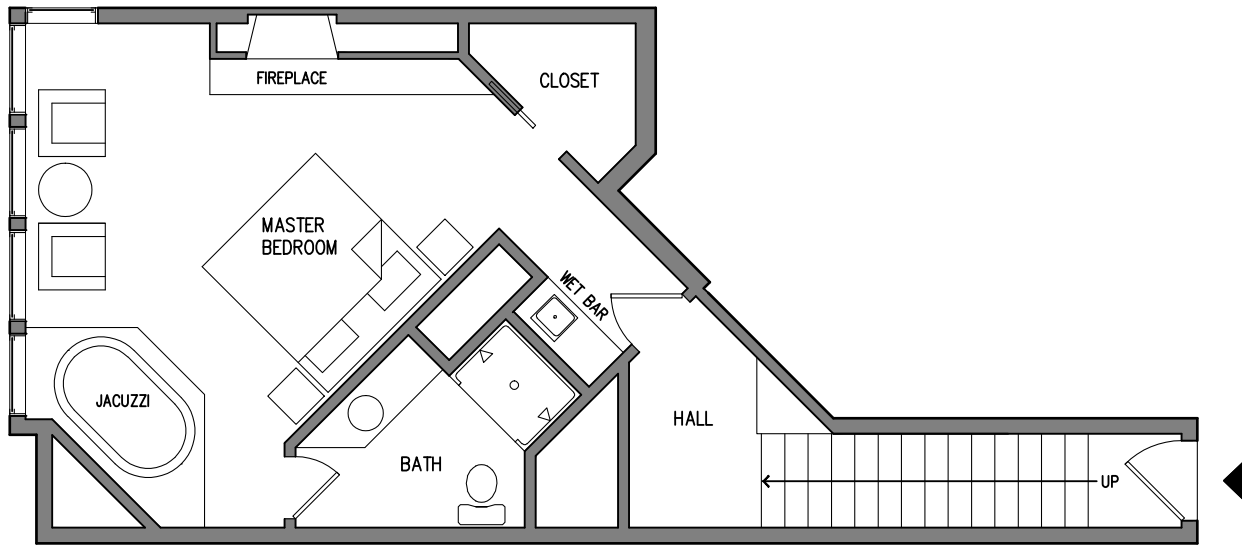 FIREPLACE
CLOSET
MASTER
BEDROOM
WET BAR
JACUZZI
HALL
BATH
UP